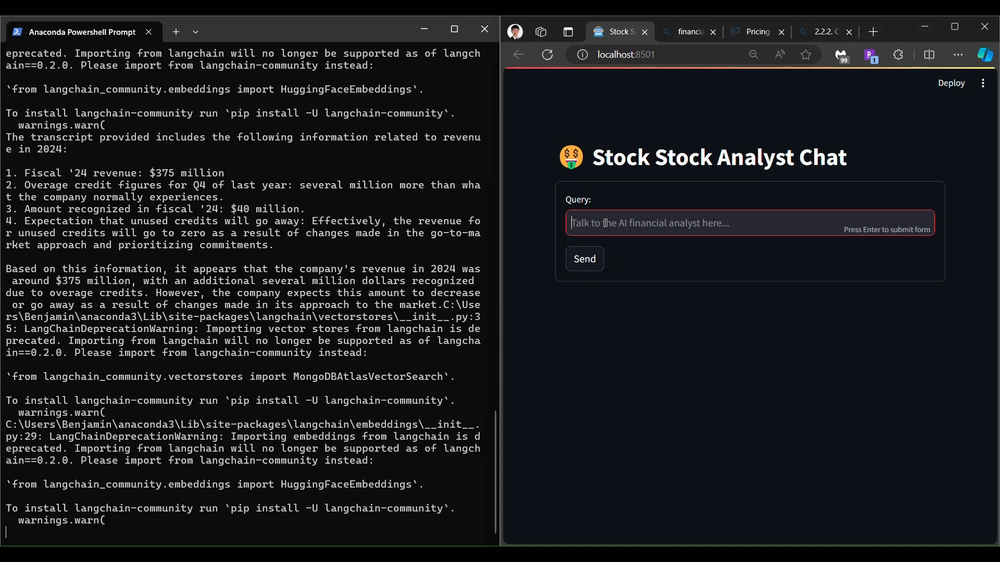 Anaconda Powershell Prompt
eprecated. Importing from langchain will no longer be supported as of langch
ain==0.2.0. Please import from langchain-community instead:
`from langchain_community.embeddings import HuggingFaceEmbeddings`.
To install langchain-community run `pip install -U langchain-community`.
warnings.warn(
The transcript provided includes the following information related to revenu
e in 2024:
1. Fiscal '24 revenue: $375 million
2. Overage credit figures for Q4 of last year: several million more than wha
t the company normally experiences.
3. Amount recognized in fiscal '24: $40 million.
4. Expectation that unused credits will go away: Effectively, the revenue fo
r unused credits will go to zero as a result of changes made in the go-to-ma
rket approach and prioritizing commitments.
Based on this information, it appears that the company's revenue in 2024 was
around $375 million, with an additional several million dollars recognized
due to overage credits. However, the company expects this amount to decrease
or go away as a result of changes made in its approach to the market.C:\Use
rs\Benjamin\anaconda3\Lib\site-packages\langchain\vectorstores\__init__.py:3
5: LangChainDeprecationWarning: Importing vector stores from langchain is de
precated. Importing from langchain will no longer be supported as of langcha
in==0.2.0. Please import from langchain-community instead:
`from langchain_community.vectorstores import MongoDBAtlasVectorSearch`.
To install langchain-community run `pip install -U langchain-community`.
warnings.warn(
C:\Users\Benjamin\anaconda3\Lib\site-packages\langchain\embeddings\__init__.
py:29: LangChainDeprecationWarning: Importing embeddings from langchain is d
eprecated. Importing from langchain will no longer be supported as of langch
ain==0.2.0. Please import from langchain-community instead:
`from langchain_community.embeddings import HuggingFaceEmbeddings`.
To install langchain-community run `pip install -U langchain-community`.
warnings.warn(
Stock S financia Pricing 2.2.2. C
localhost:8501 99 R 1
Deploy
Stock Stock Analyst Chat
Query:
Talk to the AI financial analyst here...
Press Enter to submit form
Send